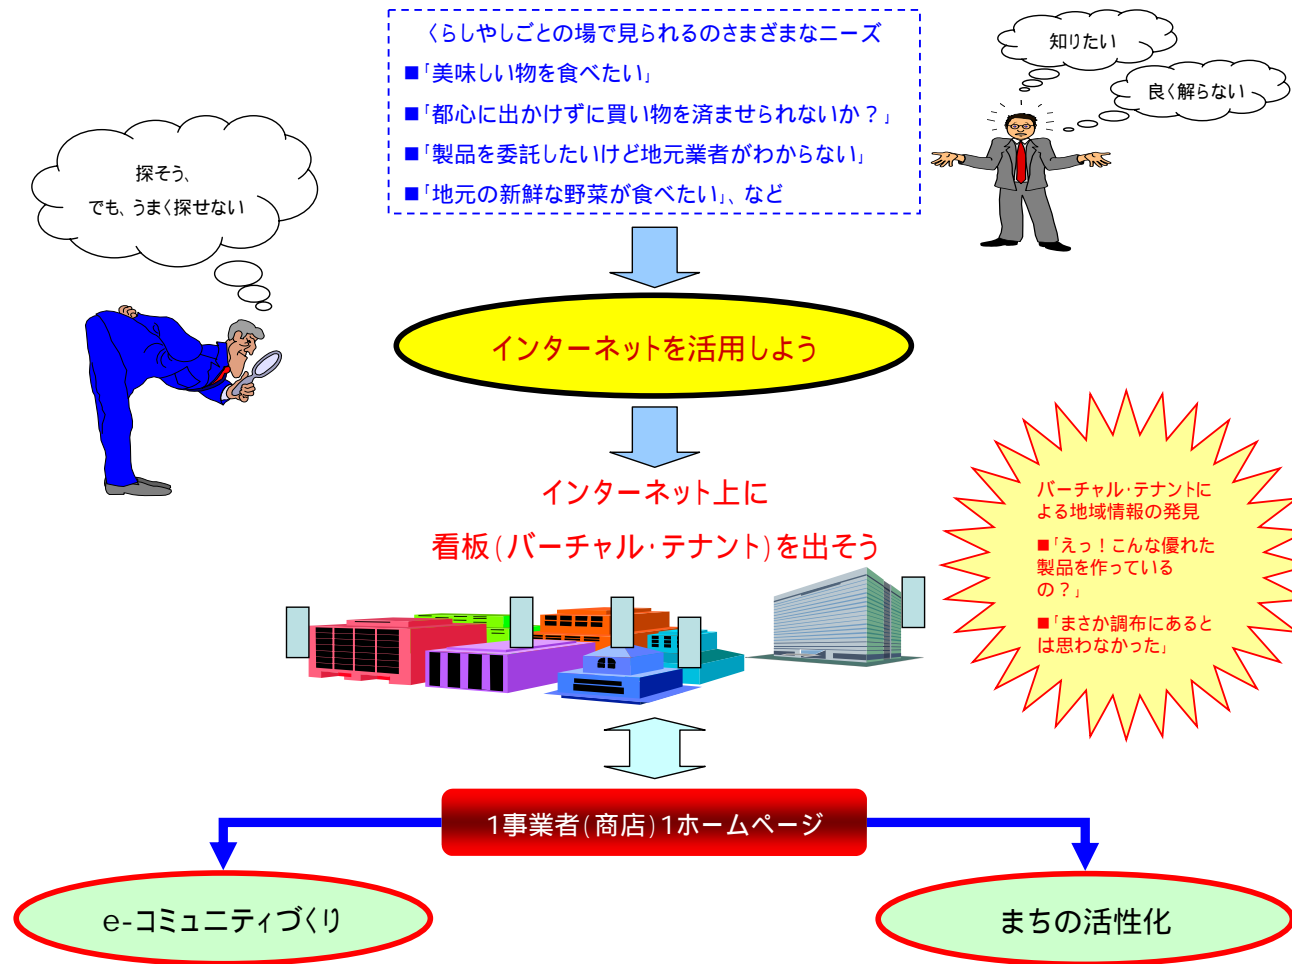 くらしやしごとの場で見られるのさまざまなニーズ
■「美味しい物を食べたい」
■「都心に出かけずに買い物を済ませられないか？」
■「製品を委託したいけど地元業者がわからない」
■「地元の新鮮な野菜が食べたい」、など
知りたい
良く解らない
探そう、
でも、うまく探せない
インターネットを活用しよう
インターネット上に
看板(バーチャル・テナント)を出そう
バーチャル・テナントに
よる地域情報の発見
■「えっ！こんな優れた
製品を作っている
の？」
■「まさか調布にあると
は思わなかった」
1事業者(商店)1ホームページ
e-コミュニティづくり
まちの活性化